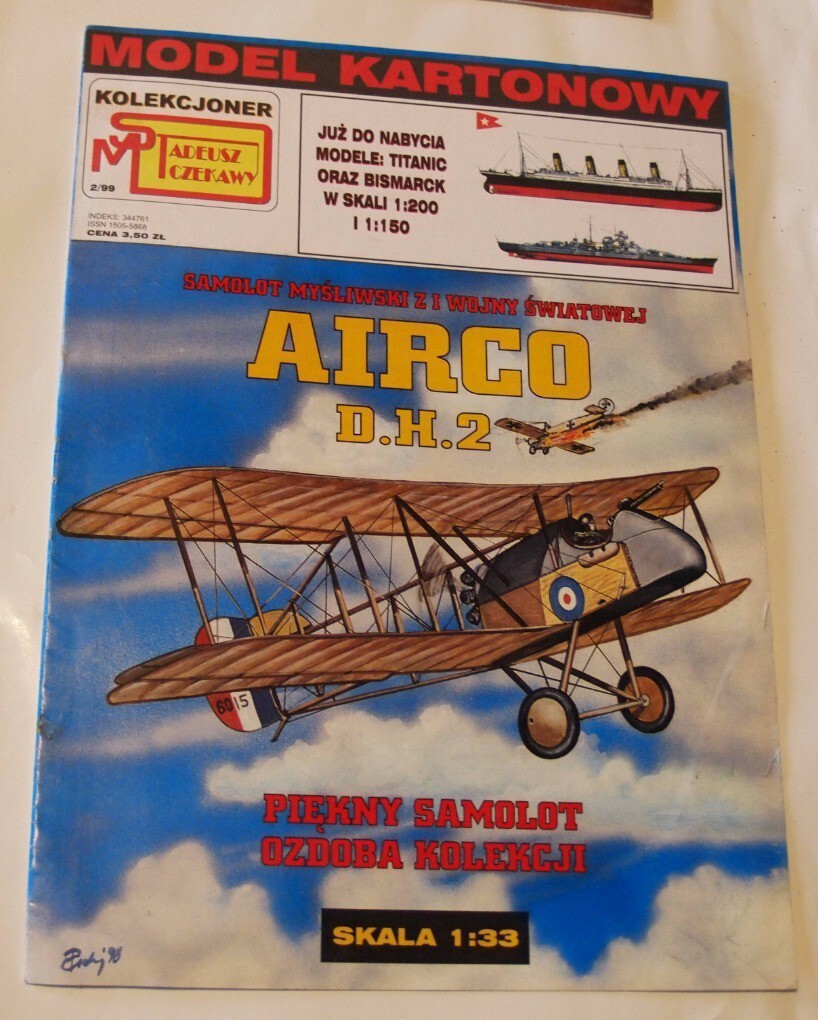 MODEL KARTONOWY
KOLEKCJONER
TADEUSZ
CZEKAWY
2/99
INDEKS: 344761
ISSN 1505-5868
CENA 3,50 ZŁ
JUŻ DO NABYCIA
MODELE: TITANIC
ORAZ BISMARCK
W SKALI 1:200
I 1:150
SAMOLOT MYŚLIWSKI Z I WOJNY ŚWIATOWEJ
AIRCO
D.H.2
6015
PIĘKNY SAMOLOT
OZDOBA KOLEKCJI
SKALA 1:33